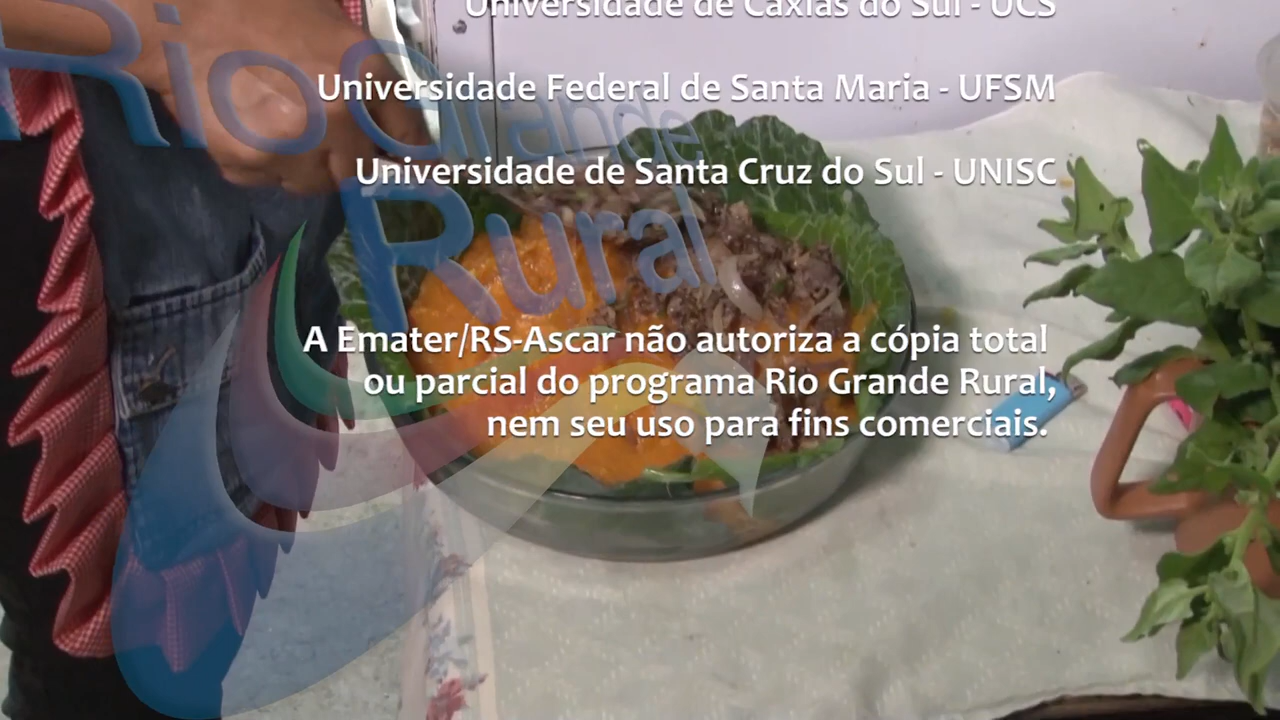 Universidade de Caxias do Sul - UCS
Universidade Federal de Santa Maria - UFSM
Universidade de Santa Cruz do Sul - UNISC
RioGrande
Rural
A Emater/RS-Ascar não autoriza a cópia total
ou parcial do programa Rio Grande Rural,
nem seu uso para fins comerciais.